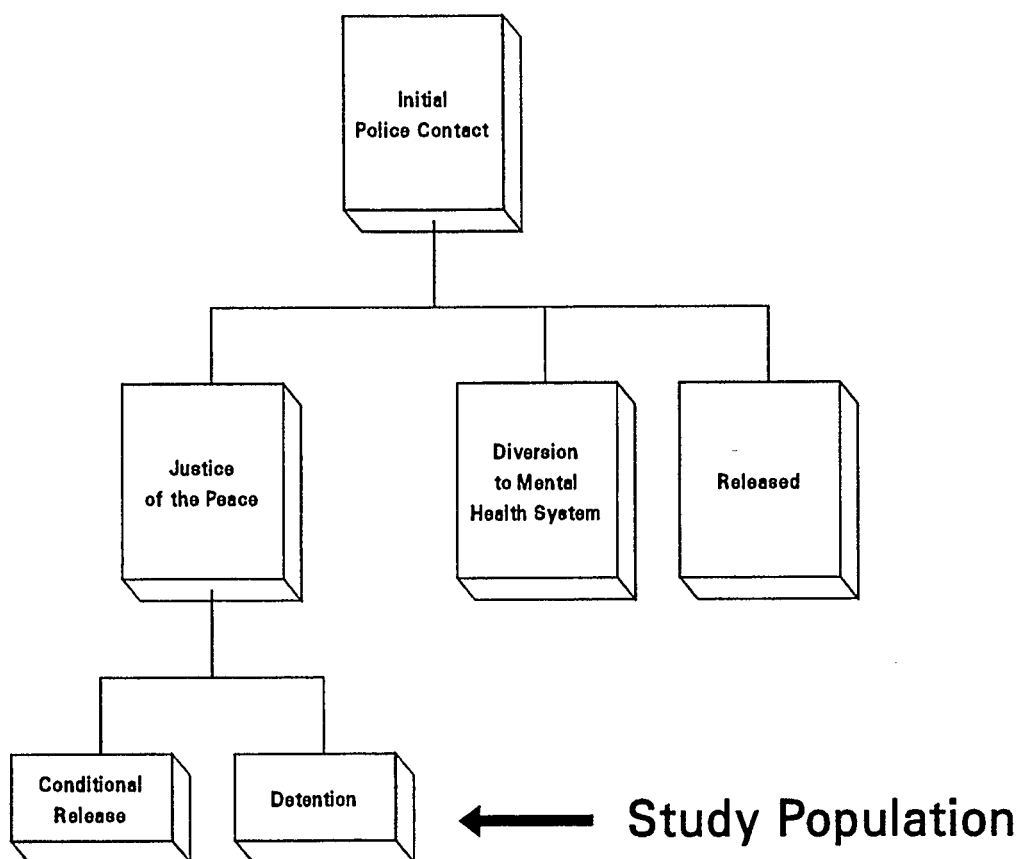 Initial
Police Contact
Justice
of the Peace
Diversion
to Mental
Health System
Released
Conditional
Release
Detention
Study Population